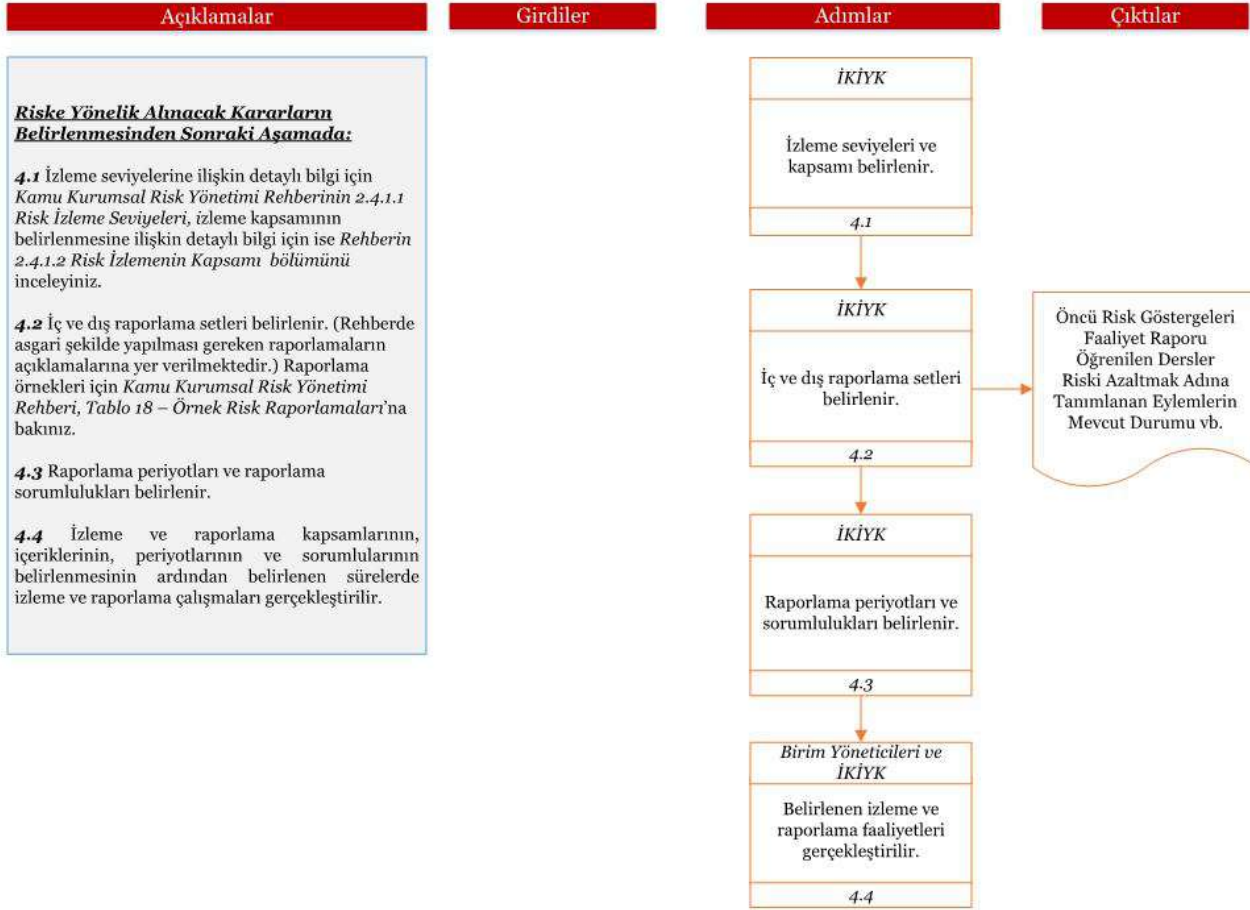 Açıklamalar
Girdiler
Adımlar
Çıktılar
Riske Yönelik Alınacak Kararların
Belirlenmesinden Sonraki Aşamada:
4.1 İzleme seviyelerine ilişkin detaylı bilgi için
Kamu Kurumsal Risk Yönetimi Rehberinin 2.4.1.1
Risk İzleme Seviyeleri, izleme kapsamının
belirlenmesine ilişkin detaylı bilgi için ise Rehberin
2.4.1.2 Risk İzlemenin Kapsamı bölümünü
inceleyiniz.
4.2 İç ve dış raporlama setleri belirlenir. (Rehberde
asgari şekilde yapılması gereken raporlamaların
açıklamalarına yer verilmektedir.) Raporlama
örnekleri için Kamu Kurumsal Risk Yönetimi
Rehberi, Tablo 18 – Örnek Risk Raporlamaları'na
bakınız.
4.3 Raporlama periyotları ve raporlama
sorumlulukları belirlenir.
4.4 İzleme ve raporlama kapsamlarının,
içeriklerinin, periyotlarının ve sorumlularının
belirlenmesinin ardından belirlenen sürelerde
izleme ve raporlama çalışmaları gerçekleştirilir.
İKİYK
İzleme seviyeleri ve
kapsamı belirlenir.
4.1
İKİYK
İç ve dış raporlama setleri
belirlenir.
4.2
Öncü Risk Göstergeleri
Faaliyet Raporu
Öğrenilen Dersler
Riski Azaltmak Adına
Tanımlanan Eylemlerin
Mevcut Durumu vb.
İKİYK
Raporlama periyotları ve
sorumlulukları belirlenir.
4.3
Birim Yöneticileri ve
İKİYK
Belirlenen izleme ve
raporlama faaliyetleri
gerçekleştirilir.
4.4